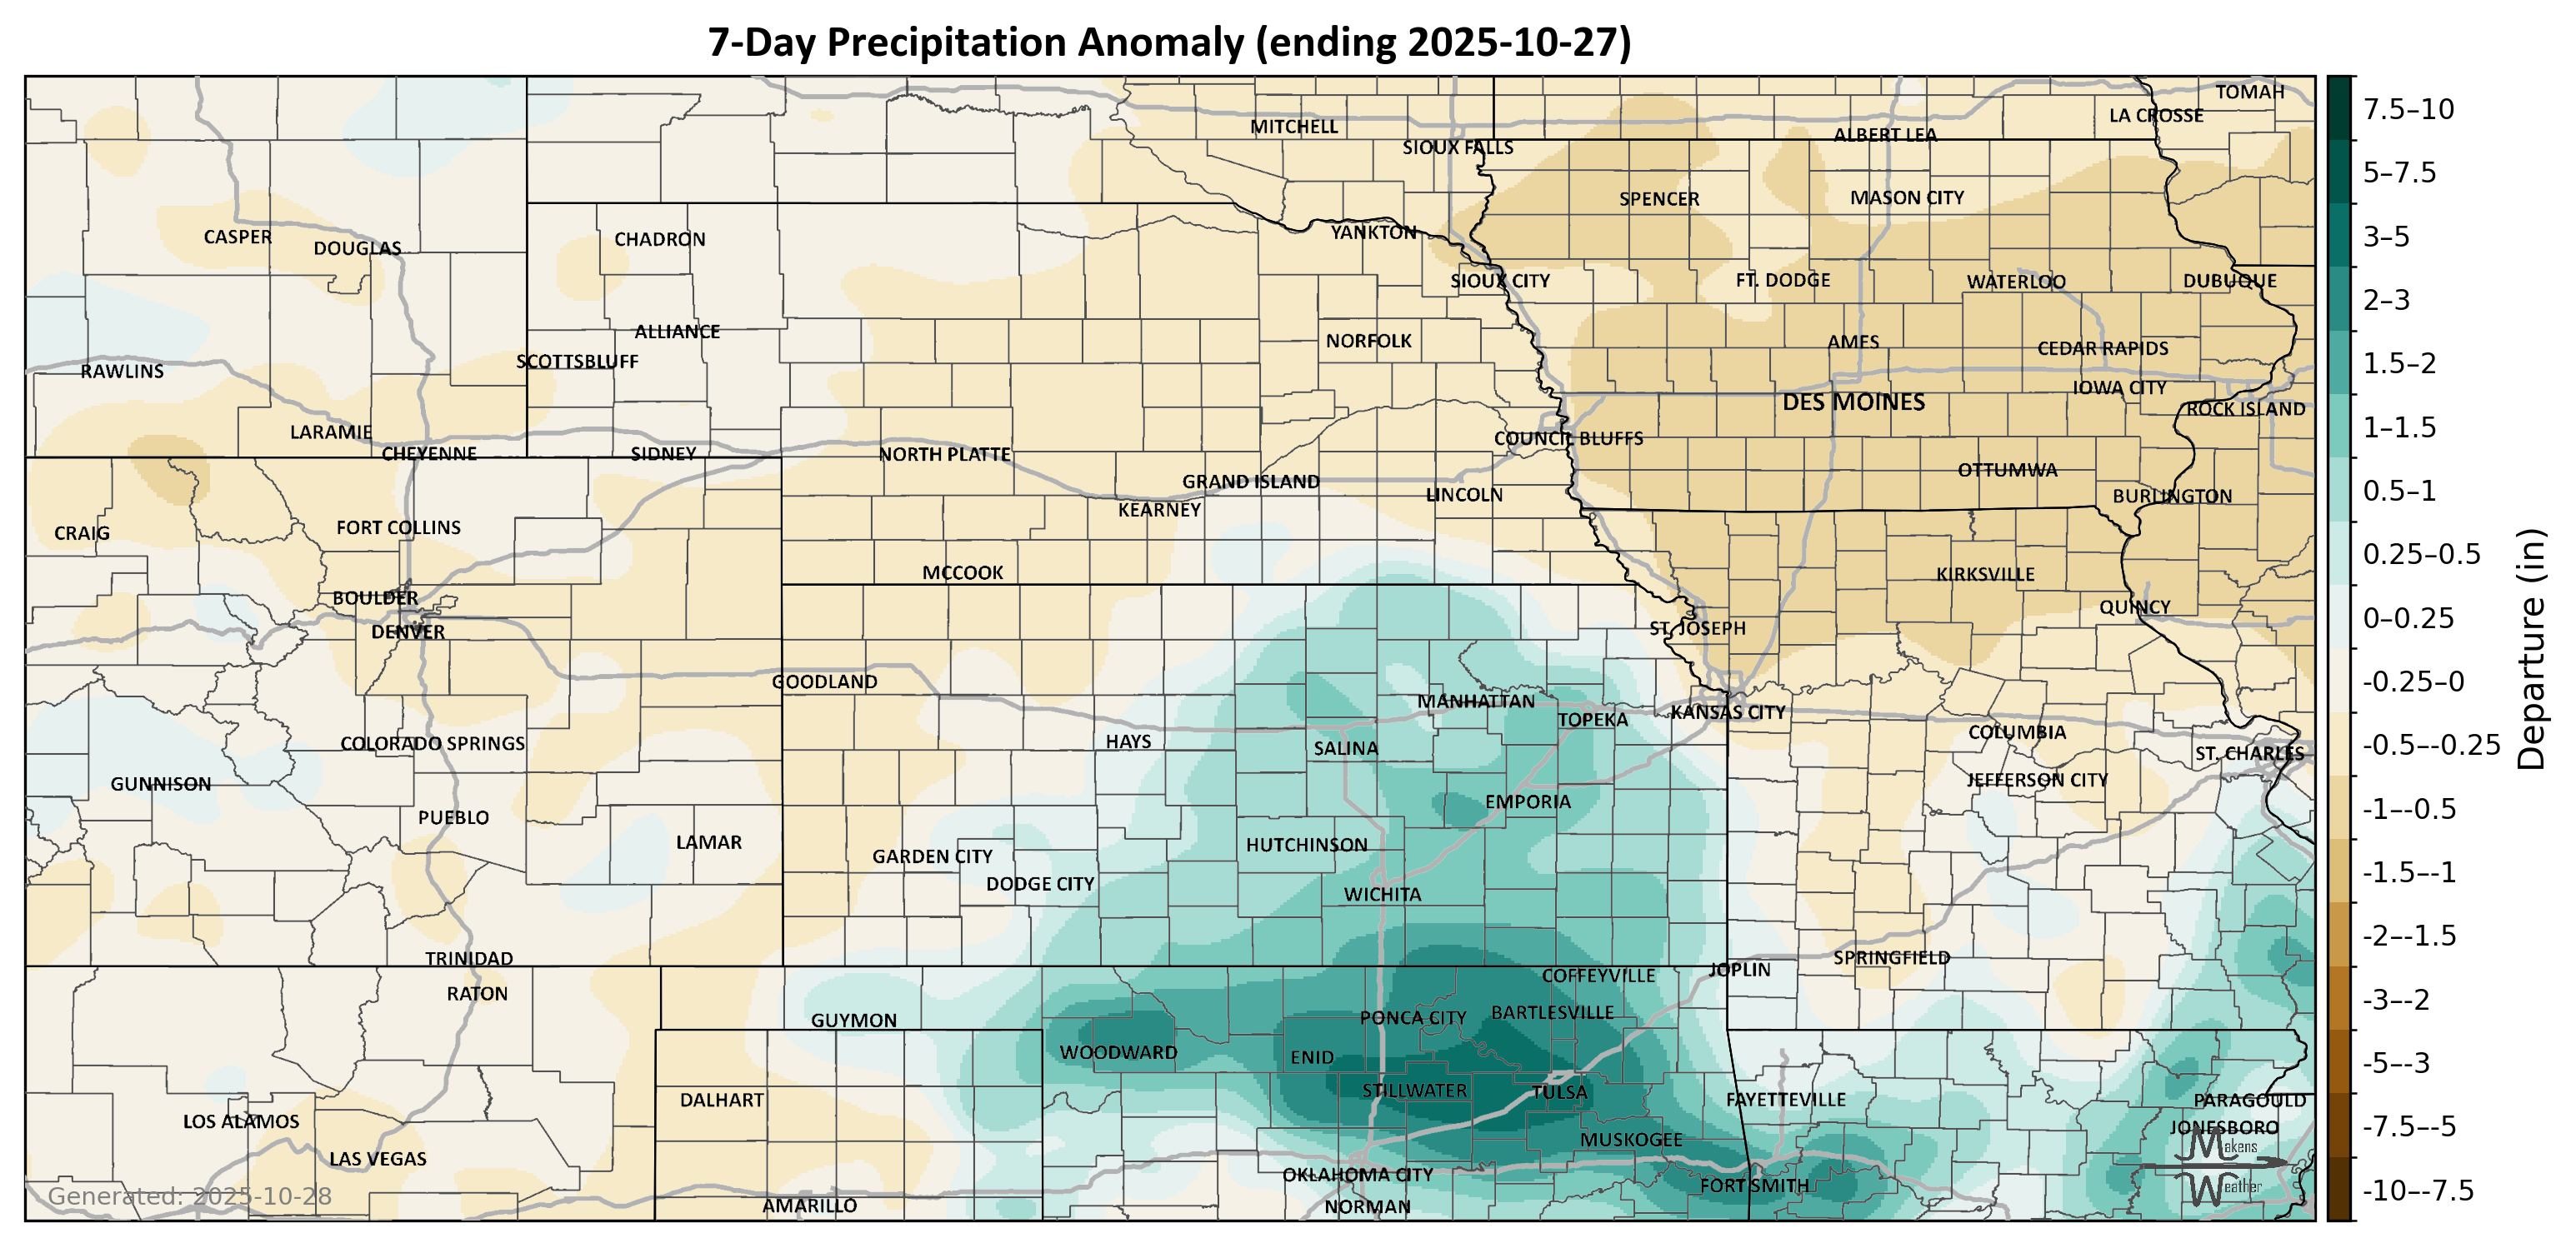 7-Day Precipitation Anomaly (ending 2025-10-27)
TOMAH
LA CROSSE
MITCHELL
ALBERT LEA
SIOUX FALLS
SPENCER
MASON CITY
YANKTON
CASPER
CHADRON
DOUGLAS
SIOUX CITY
FT. DODGE
WATERLOO
DUBUQUE
ALLIANCE
NORFOLK
AMES
CEDAR RAPIDS
SCOTTSBLUFF
RAWLINS
IOWA CITY
DES MOINES
ROCK ISLAND
LARAMIE
COUNCIL BLUFFS
CHEYENNE
SIDNEY
NORTH PLATTE
OTTUMWA
GRAND ISLAND
LINCOLN
BURLINGTON
KEARNEY
CRAIG
FORT COLLINS
MCCOOK
KIRKSVILLE
BOULDER
QUINCY
DENVER
ST. JOSEPH
GOODLAND
MANHATTAN
TOPEKA
KANSAS CITY
COLUMBIA
COLORADO SPRINGS
HAYS
SALINA
ST. CHARLES
GUNNISON
JEFFERSON CITY
EMPORIA
PUEBLO
LAMAR
HUTCHINSON
GARDEN CITY
DODGE CITY
WICHITA
TRINIDAD
SPRINGFIELD
JOPLIN
COFFEYVILLE
RATON
GUYMON
PONCA CITY
BARTLESVILLE
WOODWARD
ENID
STILLWATER
TULSA
DALHART
FAYETTEVILLE
PARAGOULD
LOS ALAMOS
JONESBORO
MUSKOGEE
LAS VEGAS
OKLAHOMA CITY
FORT SMITH
AMARILLO
NORMAN
Generated: 2025-10-28
Makens
Weather
7.5–10
5–7.5
3–5
2–3
1.5–2
1–1.5
0.5–1
0.25–0.5
0–0.25
-0.25–0
-0.5–-0.25
-1–-0.5
-1.5–-1
-2–-1.5
-3–-2
-5–-3
-7.5–-5
-10–-7.5
Departure (in)